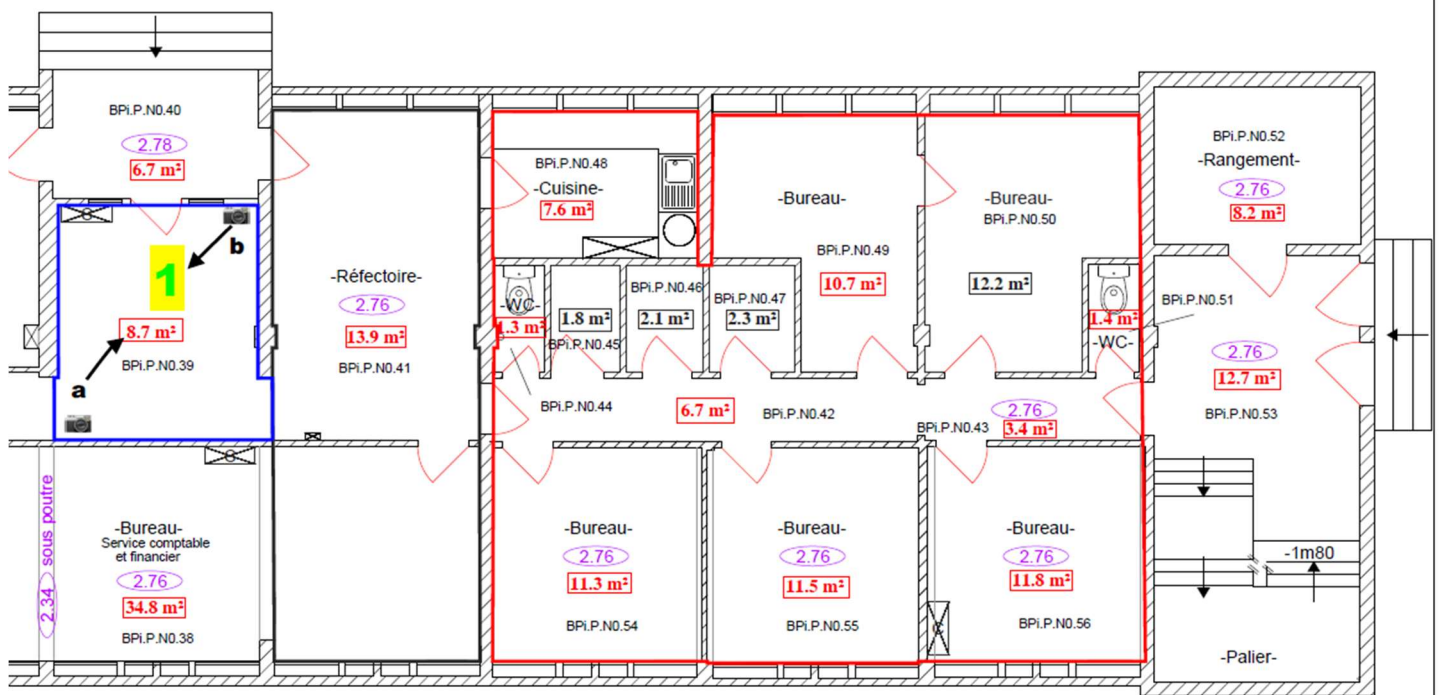 BPi.P.N0.40
2.78
6.7 m²
b
1
8.7 m²
BPi.P.N0.39
a
-Réfectoire-
2.76
13.9 m²
BPi.P.N0.41
BPi.P.N0.48
-Cuisine-
7.6 m²
-WC-
1.3 m²
1.8 m²
BPi.P.N0.45
BPi.P.N0.46
2.1 m²
BPi.P.N0.47
2.3 m²
-Bureau-
BPi.P.N0.49
10.7 m²
-Bureau-
BPi.P.N0.50
12.2 m²
1.4 m²
-WC-
BPi.P.N0.52
-Rangement-
2.76
8.2 m²
BPi.P.N0.51
2.76
12.7 m²
BPi.P.N0.53
BPi.P.N0.44
6.7 m²
BPi.P.N0.42
BPi.P.N0.43
2.76
3.4 m²
2.34 sous poutre
-Bureau-
Service comptable
et financier
2.76
34.8 m²
BPi.P.N0.38
-Bureau-
2.76
11.3 m²
BPi.P.N0.54
-Bureau-
2.76
11.5 m²
BPi.P.N0.55
-Bureau-
2.76
11.8 m²
BPi.P.N0.56
-1m80
-Palier-